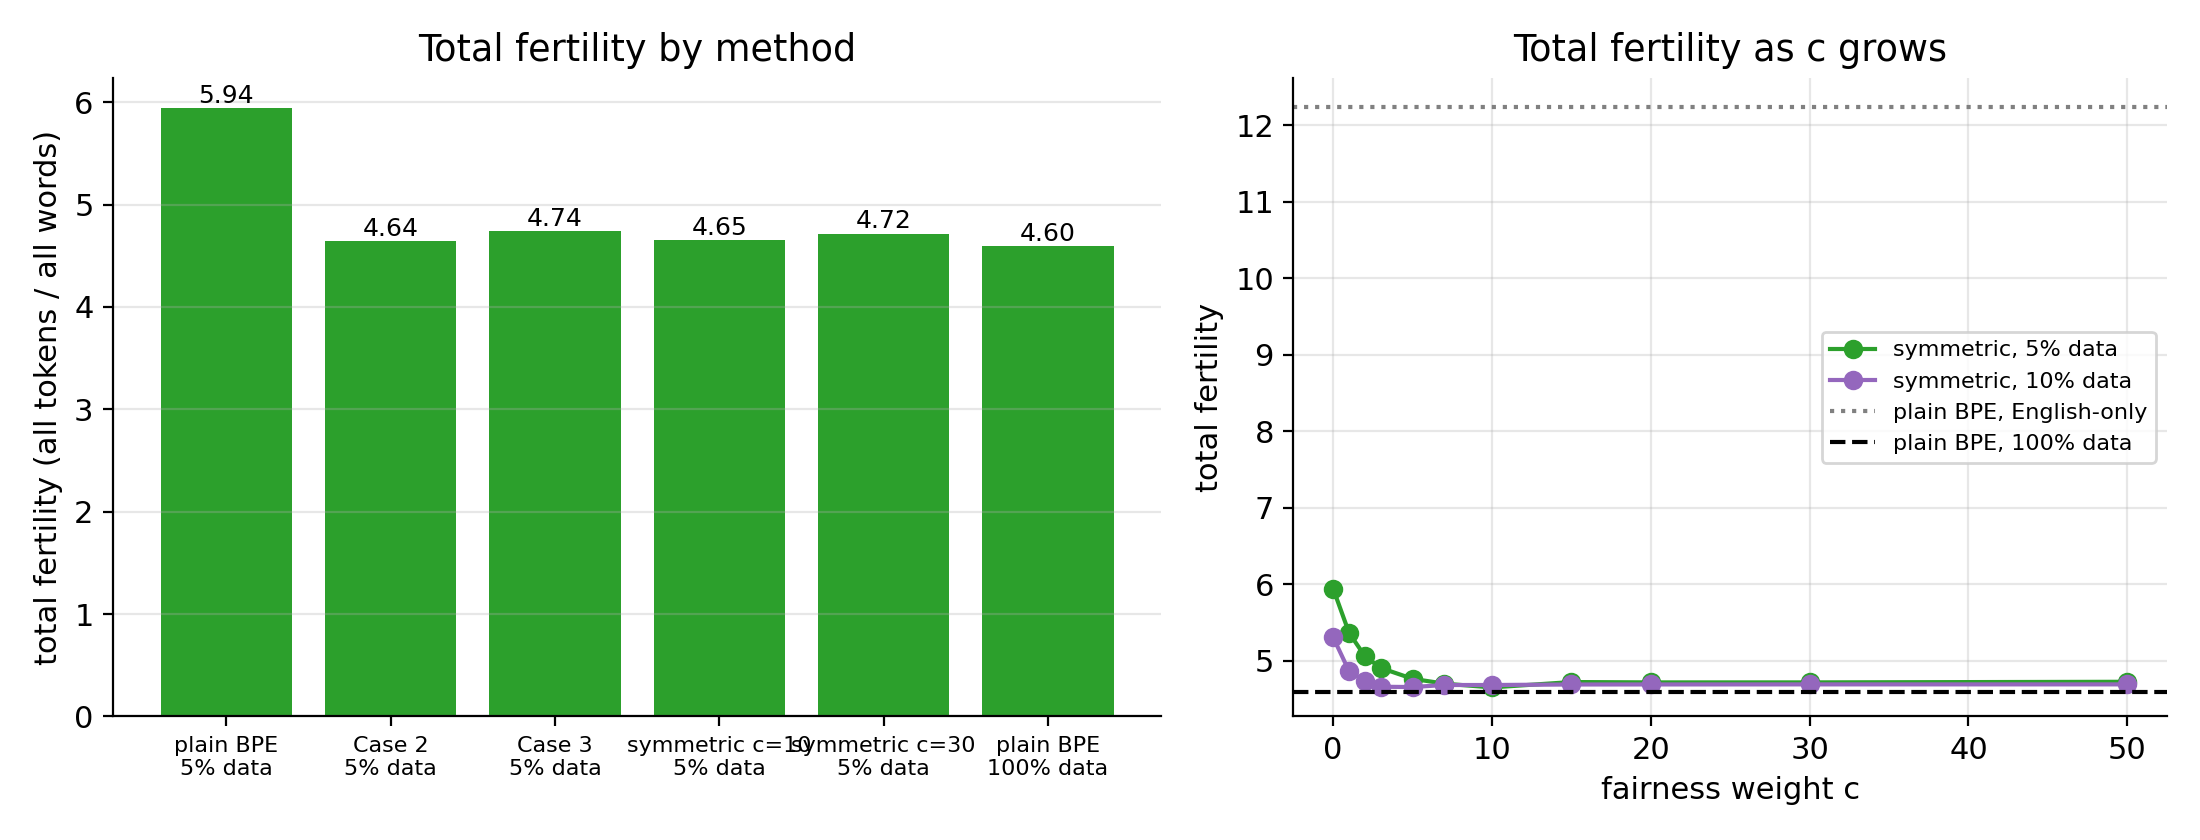 Total fertility by method
total fertility (all tokens / all words)
6
5
4
3
2
1
0
5.94
4.64
4.74
4.65
4.72
4.60
plain BPE
5% data
Case 2
5% data
Case 3
5% data
symmetric c=10
5% data
symmetric c=30
5% data
plain BPE
100% data
Total fertility as c grows
total fertility
12
11
10
9
8
7
6
5
symmetric, 5% data
symmetric, 10% data
plain BPE, English-only
plain BPE, 100% data
0
10
20
30
40
50
fairness weight c